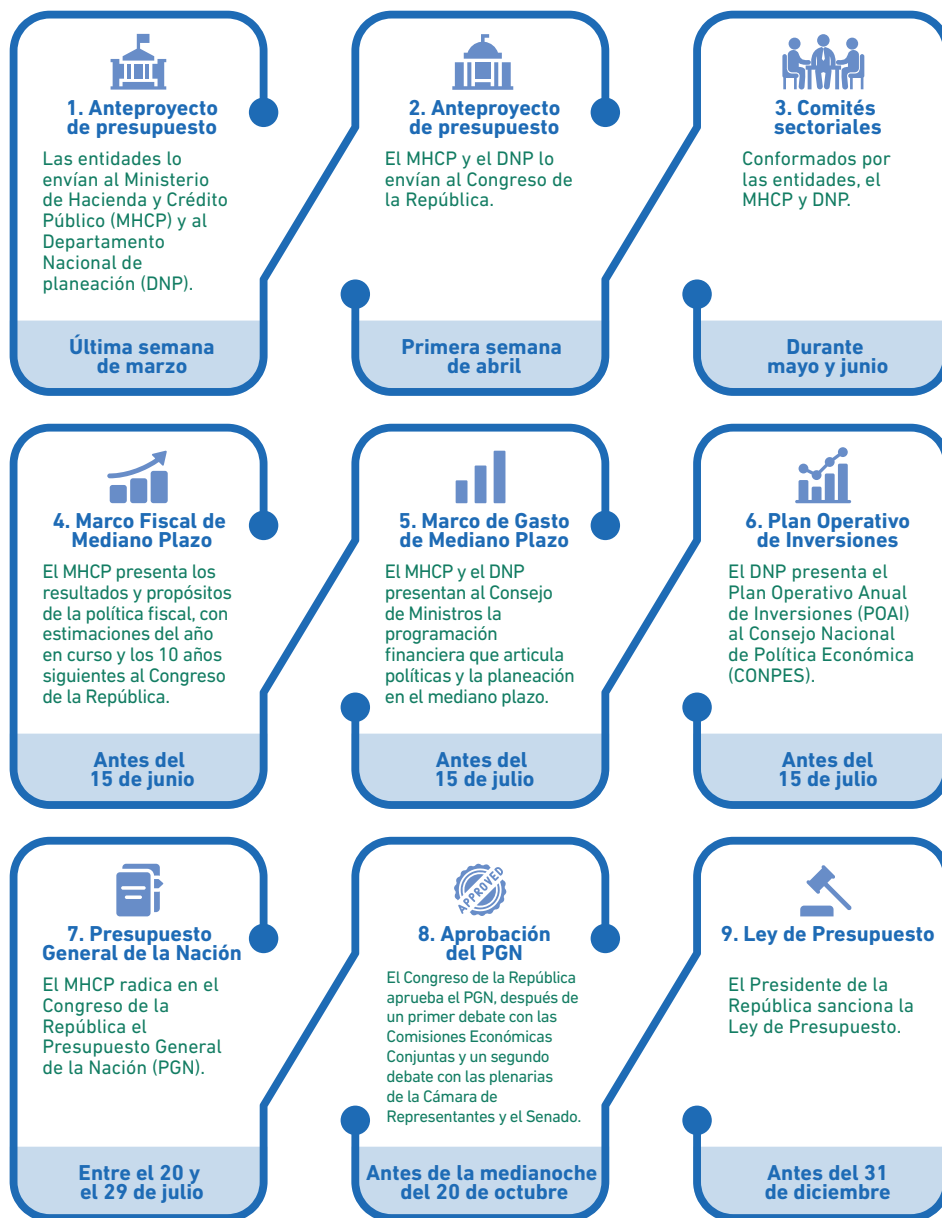 1. Anteproyecto
de presupuesto
Las entidades lo
envían al Ministerio
de Hacienda y Crédito
Público (MHCP) y al
Departamento
Nacional de
planeación (DNP).
Última semana
de marzo
2. Anteproyecto
de presupuesto
El MHCP y el DNP lo
envían al Congreso de
la República.
Primera semana
de abril
3. Comités
sectoriales
Conformados por
las entidades, el
MHCP y DNP.
Durante
mayo y junio
4. Marco Fiscal de
Mediano Plazo
El MHCP presenta los
resultados y propósitos
de la política fiscal, con
estimaciones del año
en curso y los 10 años
siguientes al Congreso
de la República.
Antes del
15 de junio
5. Marco de Gasto
de Mediano Plazo
El MHCP y el DNP
presentan al Consejo
de Ministros la
programación
financiera que articula
políticas y la planeación
en el mediano plazo.
Antes del
15 de julio
6. Plan Operativo
de Inversiones
El DNP presenta el
Plan Operativo Anual
de Inversiones (POAI)
al Consejo Nacional
de Política Económica
(CONPES).
Antes del
15 de julio
7. Presupuesto
General de la Nación
El MHCP radica en el
Congreso de la
República el
Presupuesto General
de la Nación (PGN).
Entre el 20 y
el 29 de julio
APPROVED
8. Aprobación
del PGN
El Congreso de la República
aprueba el PGN, después de
un primer debate con las
Comisiones Económicas
Conjuntas y un segundo
debate con las plenarias
de la Cámara de
Representantes y el Senado.
Antes de la medianoche
del 20 de octubre
9. Ley de Presupuesto
El Presidente de la
República sanciona la
Ley de Presupuesto.
Antes del 31
de diciembre